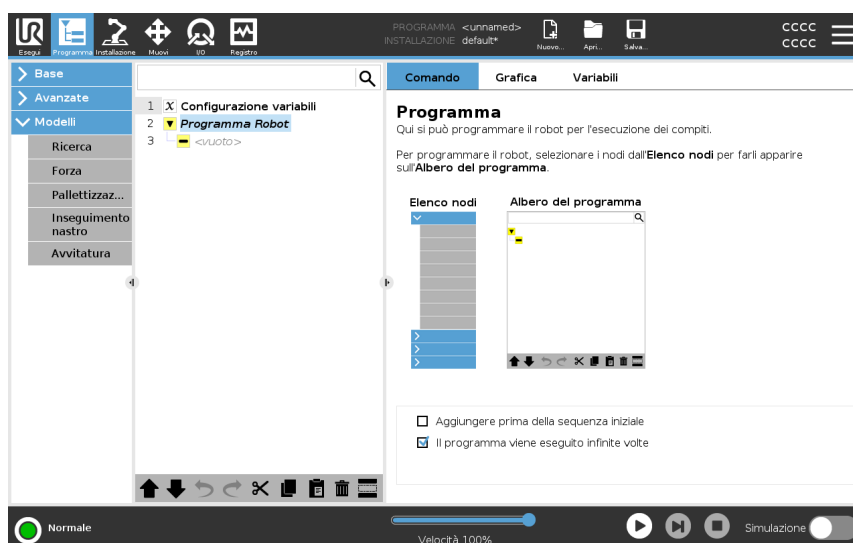 PROGRAMMA <unnamed>
INSTALLAZIONE default*
Esegui Programma Installazione Muovi I/O Registro
Nuovo... Apri... Salva...
CCCC
CCCC
Base
Avanzate
Modelli
Ricerca
Forza
Pallettizzaz...
Inseguimento
nastro
Avvitatura
1 X Configurazione variabili
2 Programma Robot
3 <vuoto>
Comando Grafica Variabili
Programma
Qui si può programmare il robot per l'esecuzione dei compiti.
Per programmare il robot, selezionare i nodi dall'Elenco nodi per farli apparire
sull'Albero del programma.
Elenco nodi Albero del programma
Aggiungere prima della sequenza iniziale
Il programma viene eseguito infinite volte
Normale
Velocità 100%
Simulazione